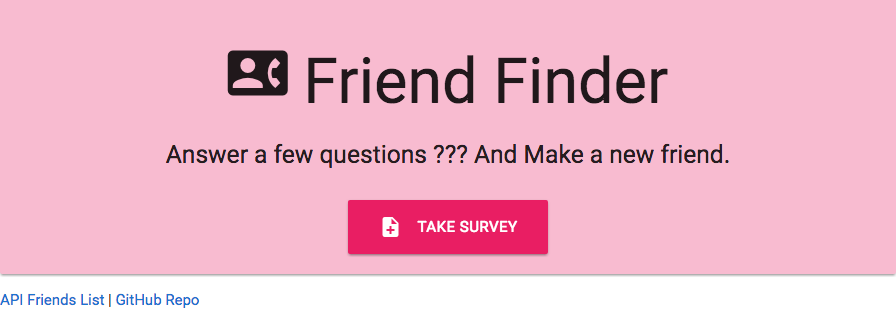 Friend Finder
Answer a few questions ??? And Make a new friend.
TAKE SURVEY
API Friends List | GitHub Repo